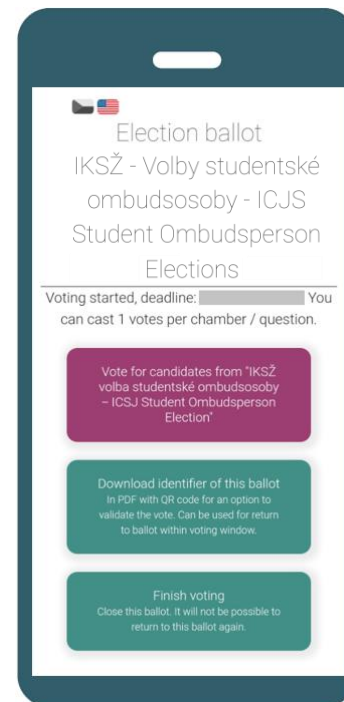 Election ballot
IKSŽ - Volby studentské
ombudsosoby - ICJS
Student Ombudsperson
Elections
Voting started, deadline: You
can cast 1 votes per chamber / question.
Vote for candidates from "IKSŽ
volba studentské ombudsosoby
– ICSJ Student Ombudsperson
Election"
Download identifier of this ballot
In PDF with QR code for an option to
validate the vote. Can be used for return
to ballot within voting window.
Finish voting
Close this ballot. It will not be possible to
return to this ballot again.